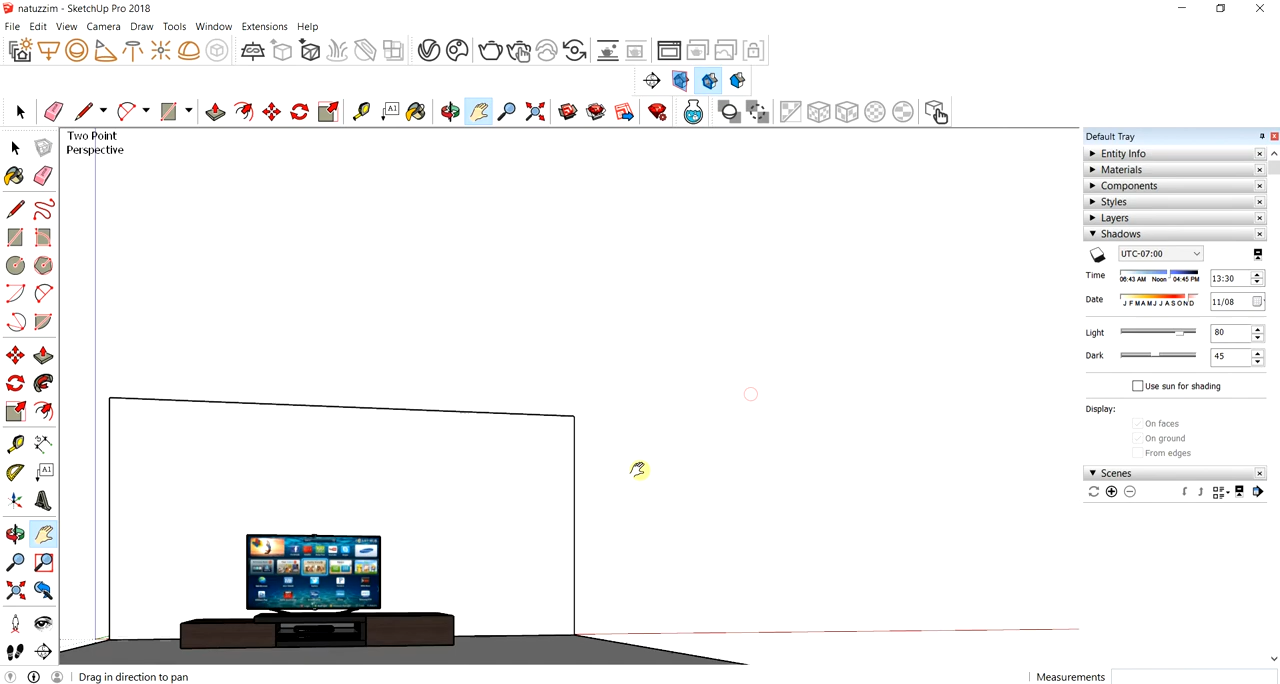 natuzzim - SketchUp Pro 2018
File Edit View Camera Draw Tools Window Extensions Help
A1
Two Point
Perspective
Default Tray
Entity Info
Materials
Components
Styles
Layers
Shadows
UTC-07:00
Time
06:43 AM Noon 04:45 PM
13:30
Date
J F M A M J J A S O N D
11/08
Light
80
Dark
45
Use sun for shading
Display:
On faces
On ground
From edges
Scenes
A1
Drag in direction to pan
Measurements